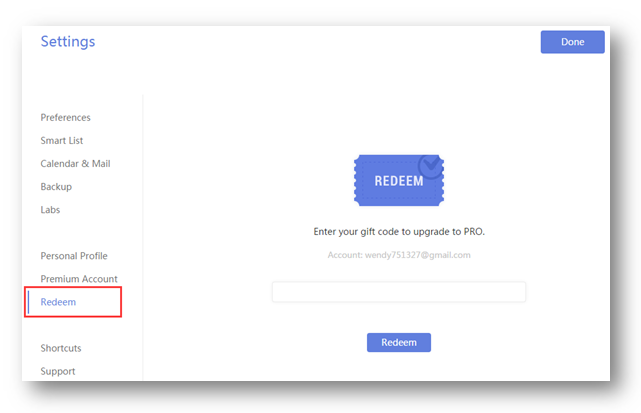 Settings
Done
Preferences
Smart List
Calendar & Mail
Backup
Labs
Personal Profile
Premium Account
Redeem
Shortcuts
Support
REDEEM
Enter your gift code to upgrade to PRO.
Account: wendy751327@gmail.com
Redeem